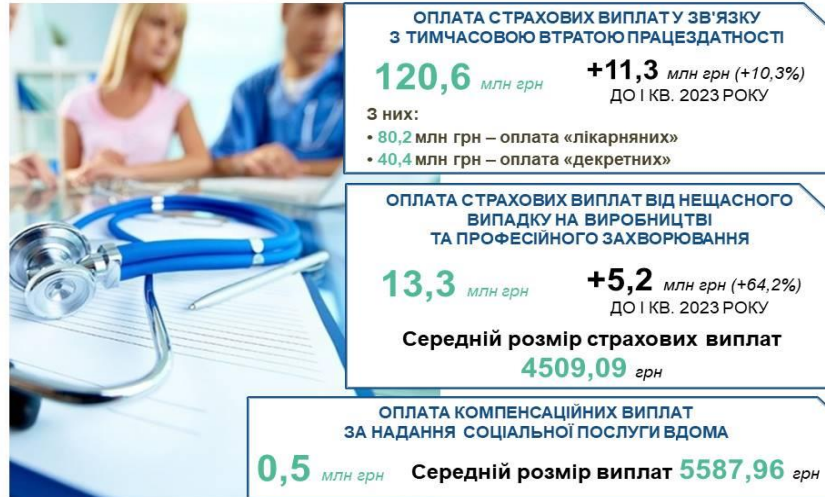 ОПЛАТА СТРАХОВИХ ВИПЛАТ У ЗВ'ЯЗКУ
З ТИМЧАСОВОЮ ВТРАТОЮ ПРАЦЕЗДАТНОСТІ
120,6 млн грн +11,3 млн грн (+10,3%)
ДО І КВ. 2023 РОКУ
З них:
• 80,2 млн грн – оплата «лікарняних»
• 40,4 млн грн – оплата «декретних»
ОПЛАТА СТРАХОВИХ ВИПЛАТ ВІД НЕЩАСНОГО
ВИПАДКУ НА ВИРОБНИЦТВІ
ТА ПРОФЕСІЙНОГО ЗАХВОРЮВАННЯ
13,3 млн грн +5,2 млн грн (+64,2%)
ДО І КВ. 2023 РОКУ
Середній розмір страхових виплат
4509,09 грн
ОПЛАТА КОМПЕНСАЦІЙНИХ ВИПЛАТ
ЗА НАДАННЯ СОЦІАЛЬНОЇ ПОСЛУГИ ВДОМА
0,5 млн грн Середній розмір виплат 5587,96 грн